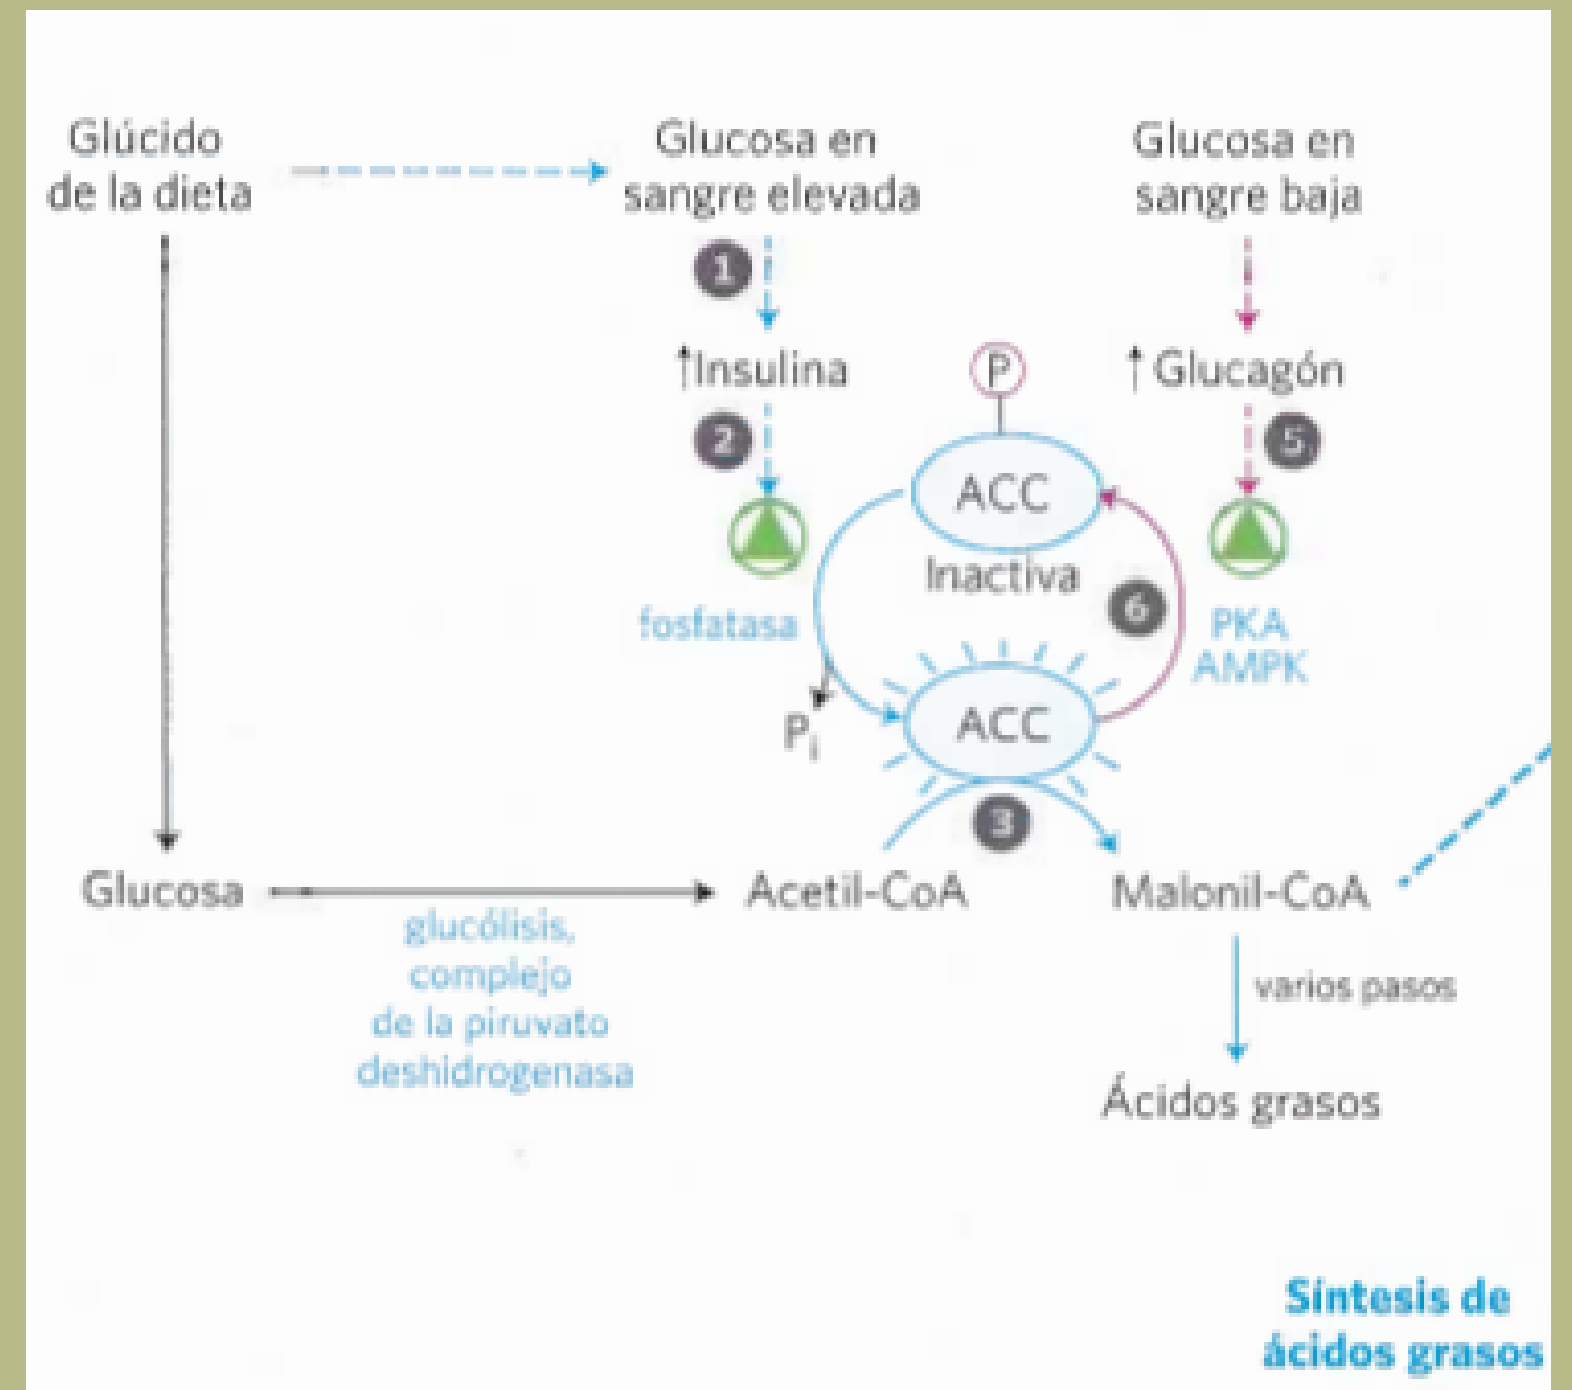 Glúcido
de la dieta
Glucosa en
sangre elevada
Glucosa en
sangre baja
1
↑Insulina
P
↑Glucagón
2
5
ACC
Inactiva
fosfatasa
6
PKA
AMPK
Pi
ACC
3
Glucosa
Acetil-CoA
Malonil-CoA
glucólisis,
complejo
de la piruvato
deshidrogenasa
varios pasos
Ácidos grasos
Síntesis de
ácidos grasos